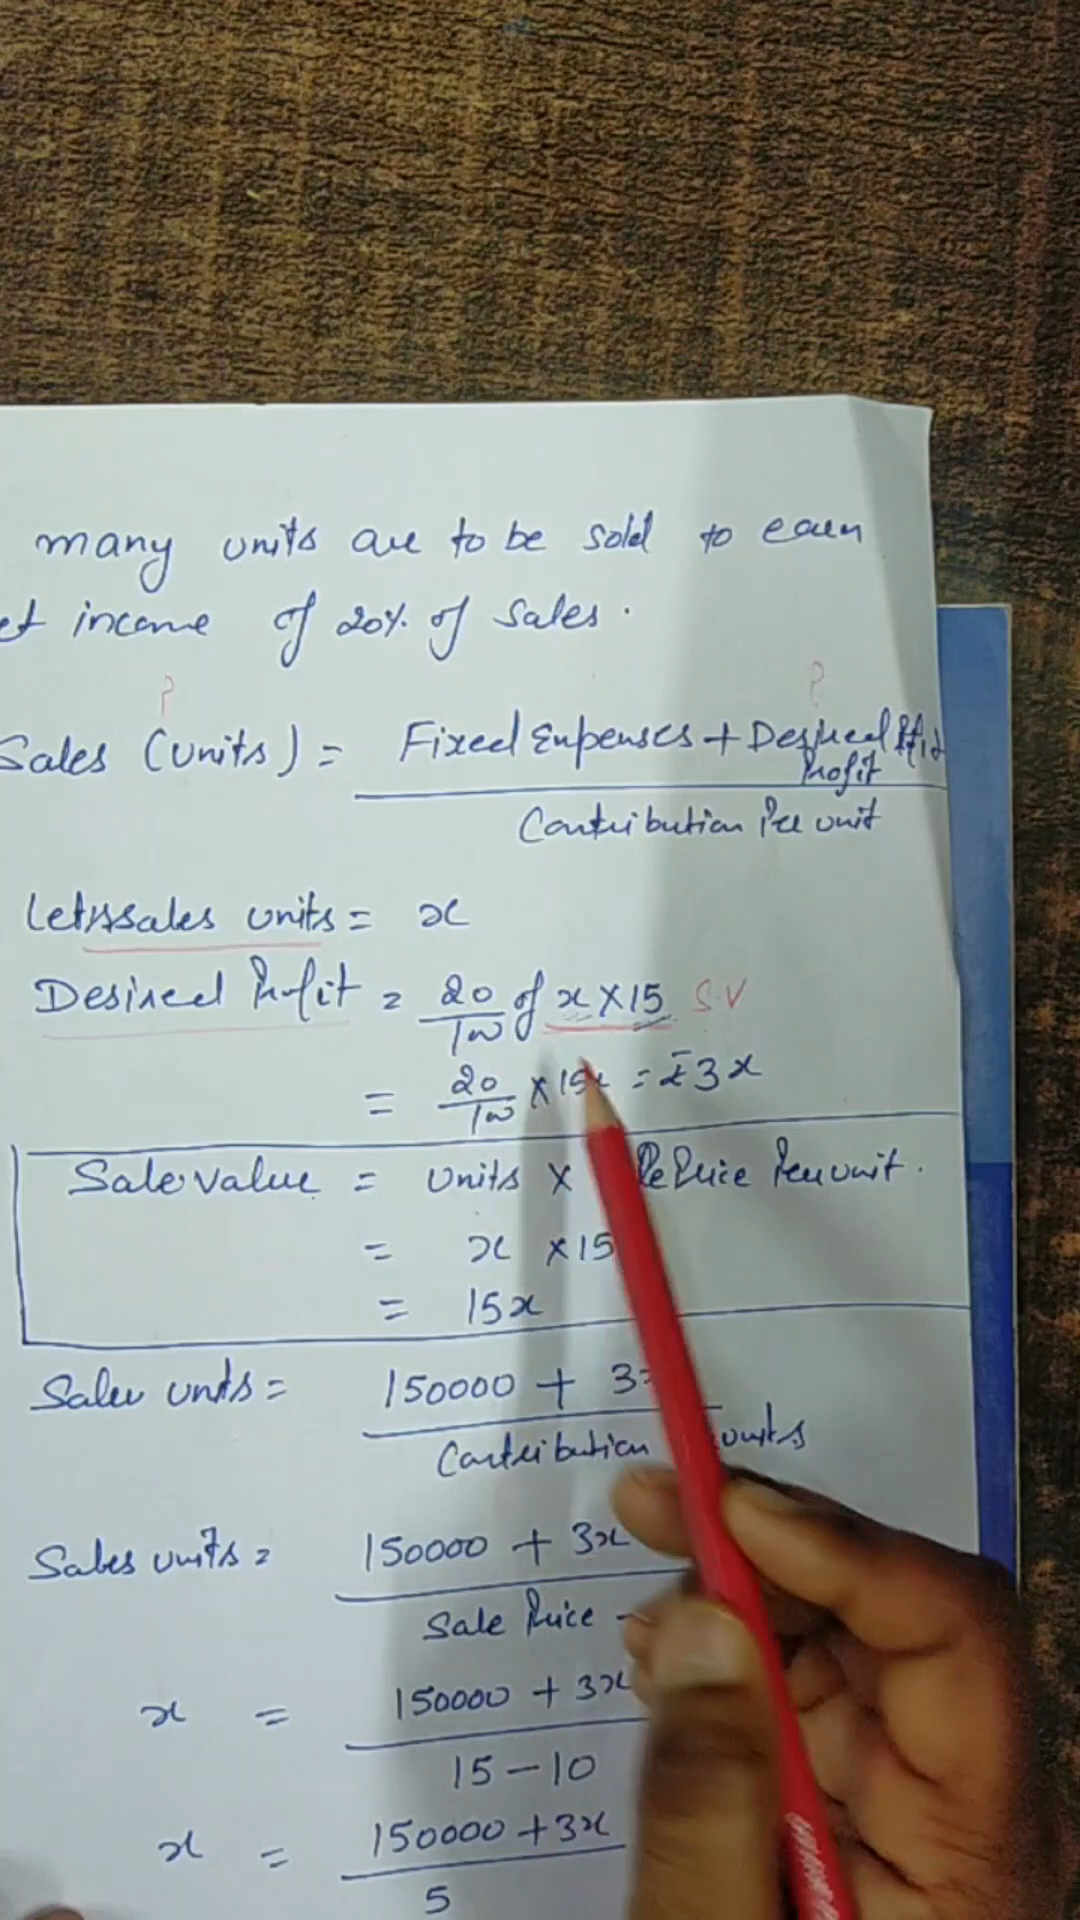 many units are to be sold to earn
et income of 20% of sales.
? ?
Sales (Units) = Fixed Expenses + Desired
Profit
Contribution Per unit
Let sales units = x
Desired Profit = 20/100 of x × 15 S.V
= 20/100 × 15x = 3x
Sale value = Units × Price Per unit.
= x × 15
= 15x
Sales units = 150000 + 3
Contribution units
Sales units = 150000 + 3x
Sale Price -
x = 150000 + 3x
15 - 10
x = 150000 + 3x
5